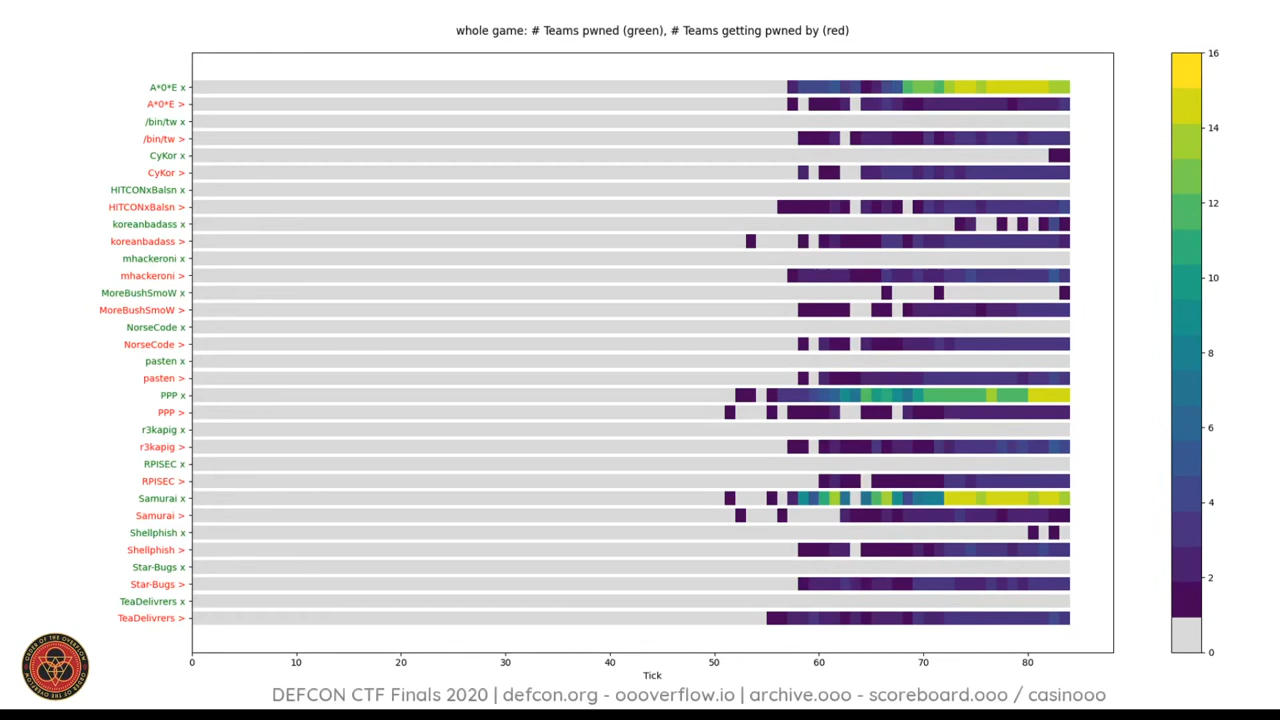 whole game: # Teams pwned (green), # Teams getting pwned by (red)
A*0*E x
A*0*E >
/bin/tw x
/bin/tw >
CyKor x
CyKor >
HITCONxBalsn x
HITCONxBalsn >
koreanbadass x
koreanbadass >
mhackeroni x
mhackeroni >
MoreBushSmoW x
MoreBushSmoW >
NorseCode x
NorseCode >
pasten x
pasten >
PPP x
PPP >
r3kapig x
r3kapig >
RPISEC x
RPISEC >
Samurai x
Samurai >
Shellphish x
Shellphish >
Star-Bugs x
Star-Bugs >
TeaDelivrers x
TeaDelivrers >
0 10 20 30 40 50 60 70 80
Tick
16
14
12
10
8
6
4
2
0
ORDER OF THE OVERFLOW
DEFCON CTF Finals 2020 | defcon.org - oooverflow.io | archive.ooo - scoreboard.ooo / casinooo